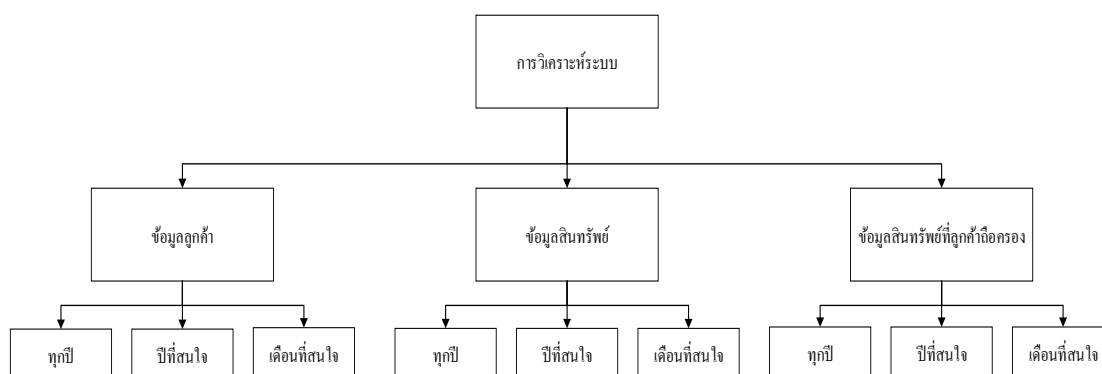 การวิเคราะห์ระบบ
ข้อมูลลูกค้า
ข้อมูลสินทรัพย์
ข้อมูลสินทรัพย์ที่ลูกค้าถือครอง
ทุกปี
ปีที่สนใจ
เดือนที่สนใจ
ทุกปี
ปีที่สนใจ
เดือนที่สนใจ
ทุกปี
ปีที่สนใจ
เดือนที่สนใจ